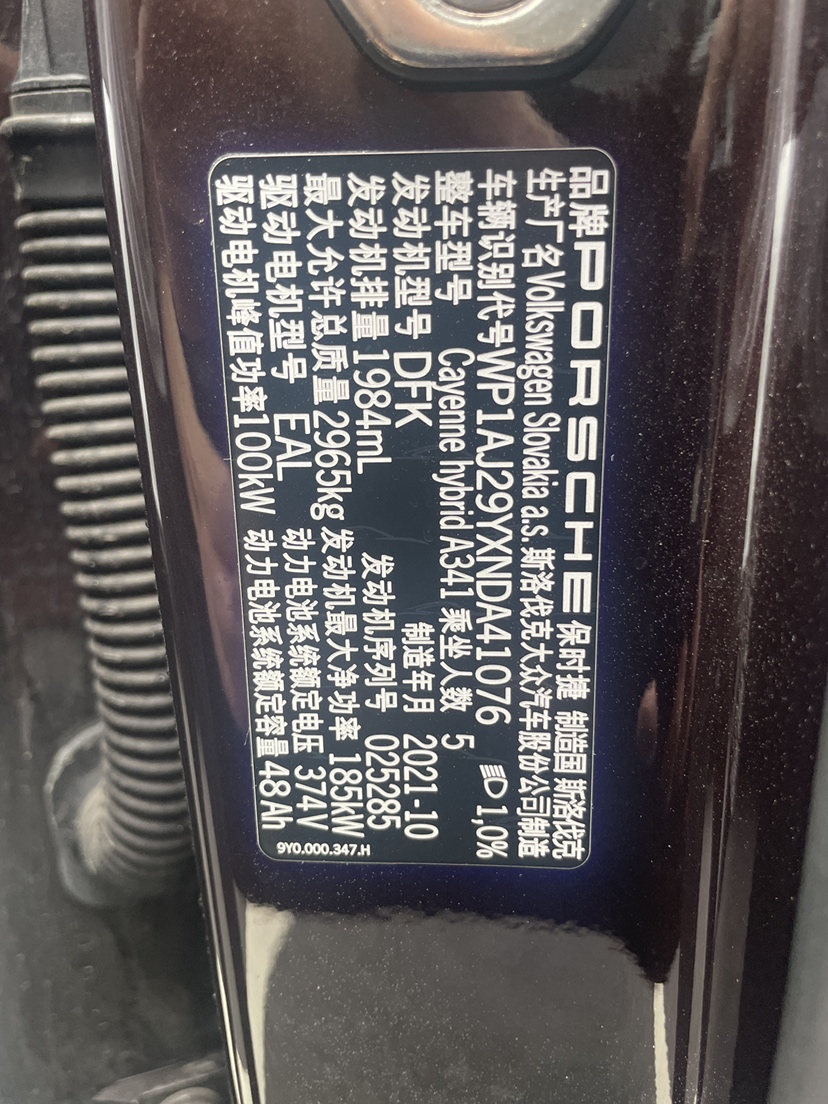 品牌 PORSCHE 保时捷 制造国 斯洛伐克
生产厂名 Volkswagen Slovakia a.s. 斯洛伐克大众汽车股份公司制造
车辆识别代号 WP1AJ29YXNDA41076 1,0%
整车型号 Cayenne hybrid A341 乘坐人数 5
发动机型号 DFK 制造年月 2021-10
发动机排量 1984mL 发动机序列号 025285
最大允许总质量 2965kg 发动机最大净功率 185kW
驱动电机型号 EAL 动力电池系统额定电压 374V
驱动电机峰值功率 100kW 动力电池系统额定容量 48Ah
9Y0.000.347.H